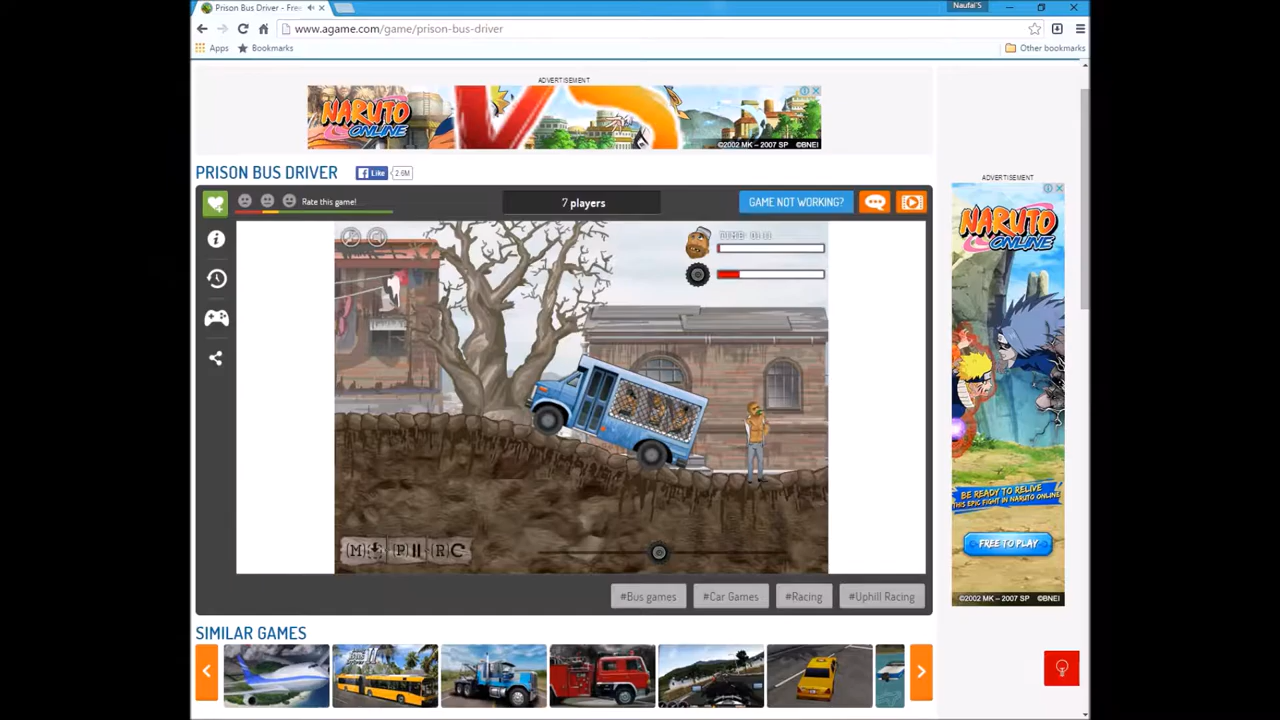 Prison Bus Driver - Free
Naufal'S
www.agame.com/game/prison-bus-driver
Apps
Bookmarks
Other bookmarks
ADVERTISEMENT
NARUTO
ONLINE
©2002 MK – 2007 SP ©BNEI
PRISON BUS DRIVER
Like
2.6M
ADVERTISEMENT
Rate this game!
7 players
GAME NOT WORKING?
NARUTO
ONLINE
M
P
R
BE READY TO RELIVE
THIS EPIC FIGHT IN NARUTO ONLINE
FREE TO PLAY
©2002 MK – 2007 SP ©BNEI
#Bus games
#Car Games
#Racing
#Uphill Racing
SIMILAR GAMES